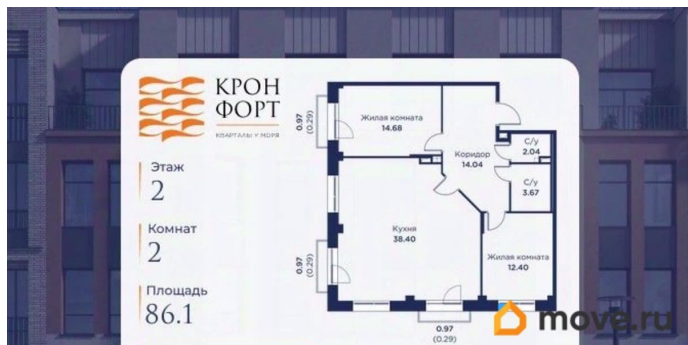 КРОН
ФОРТ
КВАРТАЛЫ У МОРЯ
Этаж
2
Комнат
2
Площадь
86.1
0.97
(0.29)
Жилая комната
14.68
Коридор
14.04
С/у
2.04
С/у
3.67
Кухня
38.40
0.97
(0.29)
Жилая комната
12.40
0.97
(0.29)
move.ru